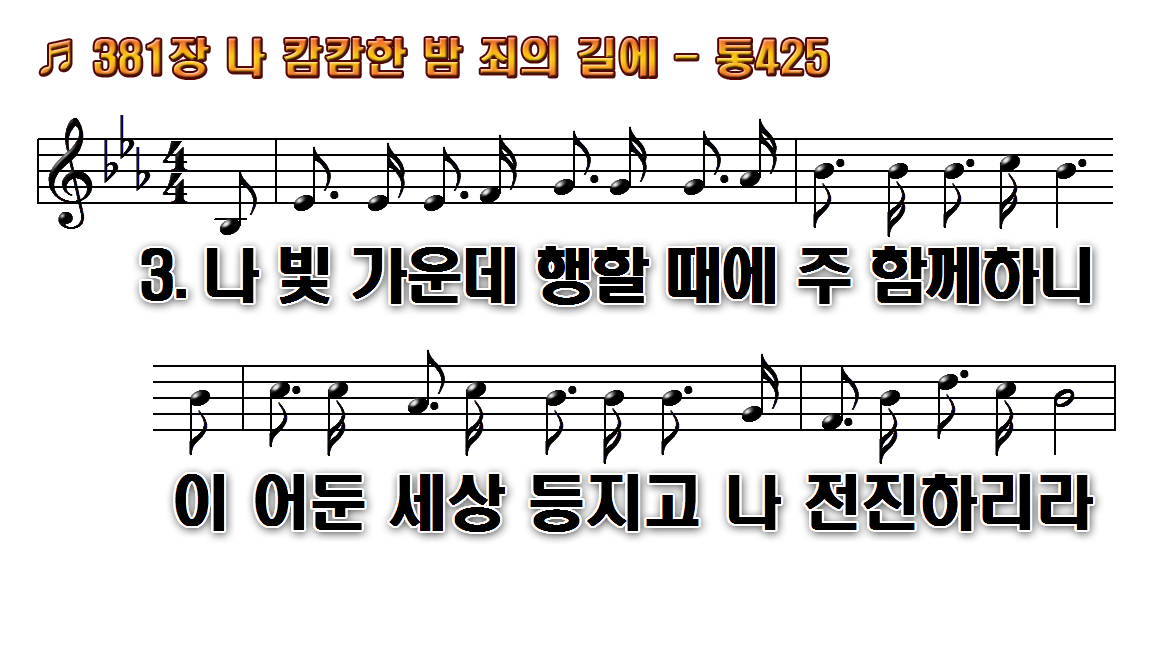 ♬ 381장 나 캄캄한 밤 죄의 길에 - 통425
4
4
3. 나 빛 가운데 행할 때에 주 함께하니
이 어둔 세상 등지고 나 전진하리라